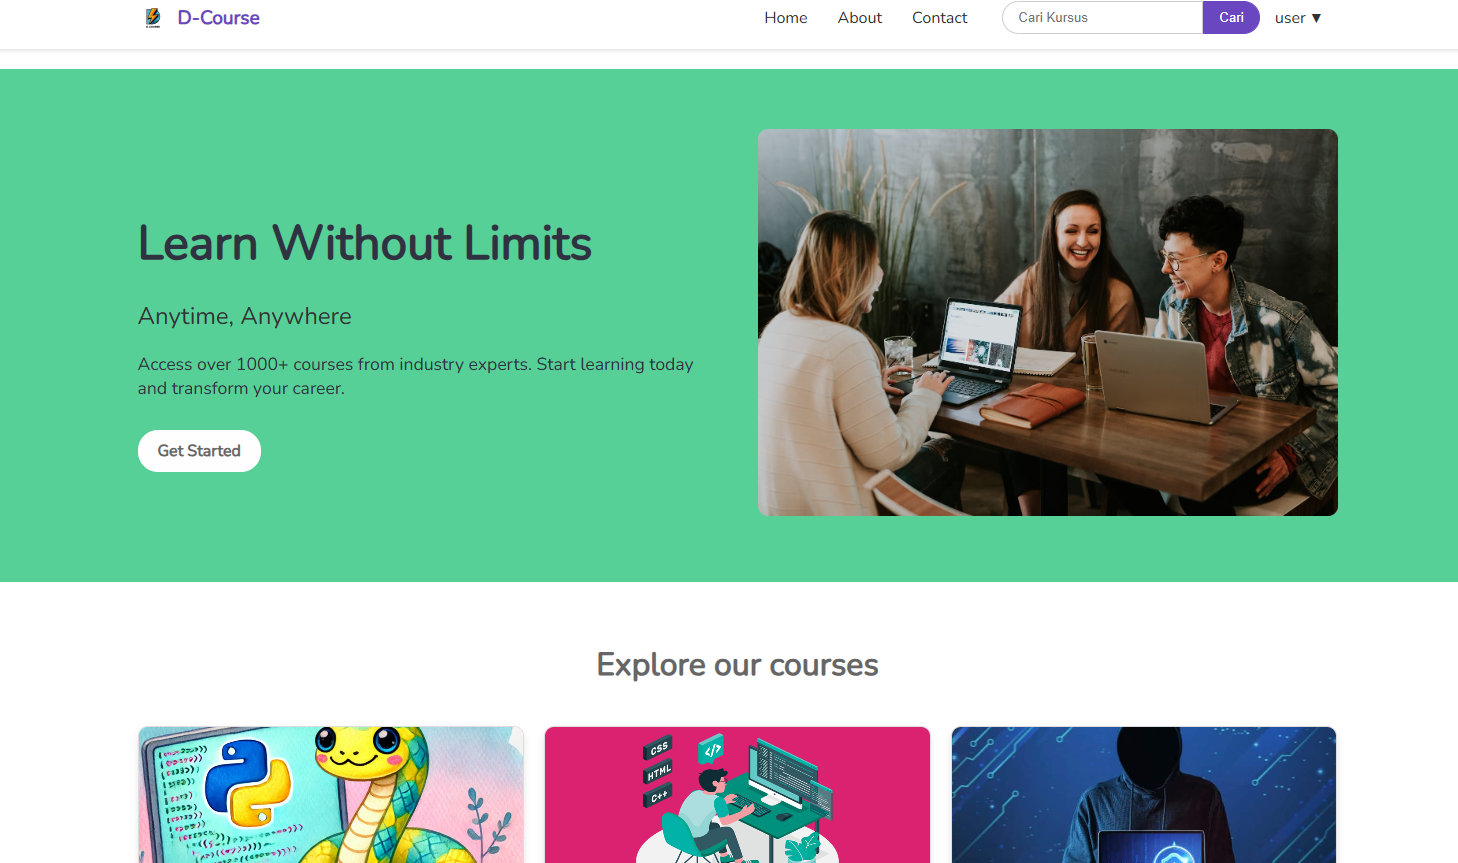 D-Course
Home
About
Contact
Cari Kursus
Cari
user ▼
Learn Without Limits
Anytime, Anywhere
Access over 1000+ courses from industry experts. Start learning today
and transform your career.
Get Started
Explore our courses
CSS
</>
HTML
C++